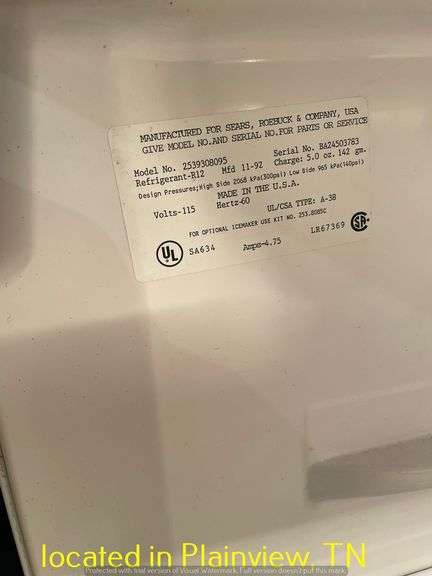 MANUFACTURED FOR SEARS, ROEBUCK & COMPANY, USA
GIVE MODEL NO.AND SERIAL NO.FOR PARTS OR SERVICE
Model No. 2539308095 Serial No. BA24503783
Refrigerant-R12 Mfd 11-92 Charge: 5.0 oz. 142 gm.
Design Pressures;High Side 2068 kPa(300psi) Low Side 965 kPa(140psi)
MADE IN THE U.S.A.
Volts-115 Hertz-60 UL/CSA TYPE: A-38
FOR OPTIONAL ICEMAKER USE KIT NO. 253.8085C
UL SA634 Amps-4.75 LR67369 SA
located in Plainview, TN
Protected with trial version of Visual Watermark. Full version doesn't put this mark.